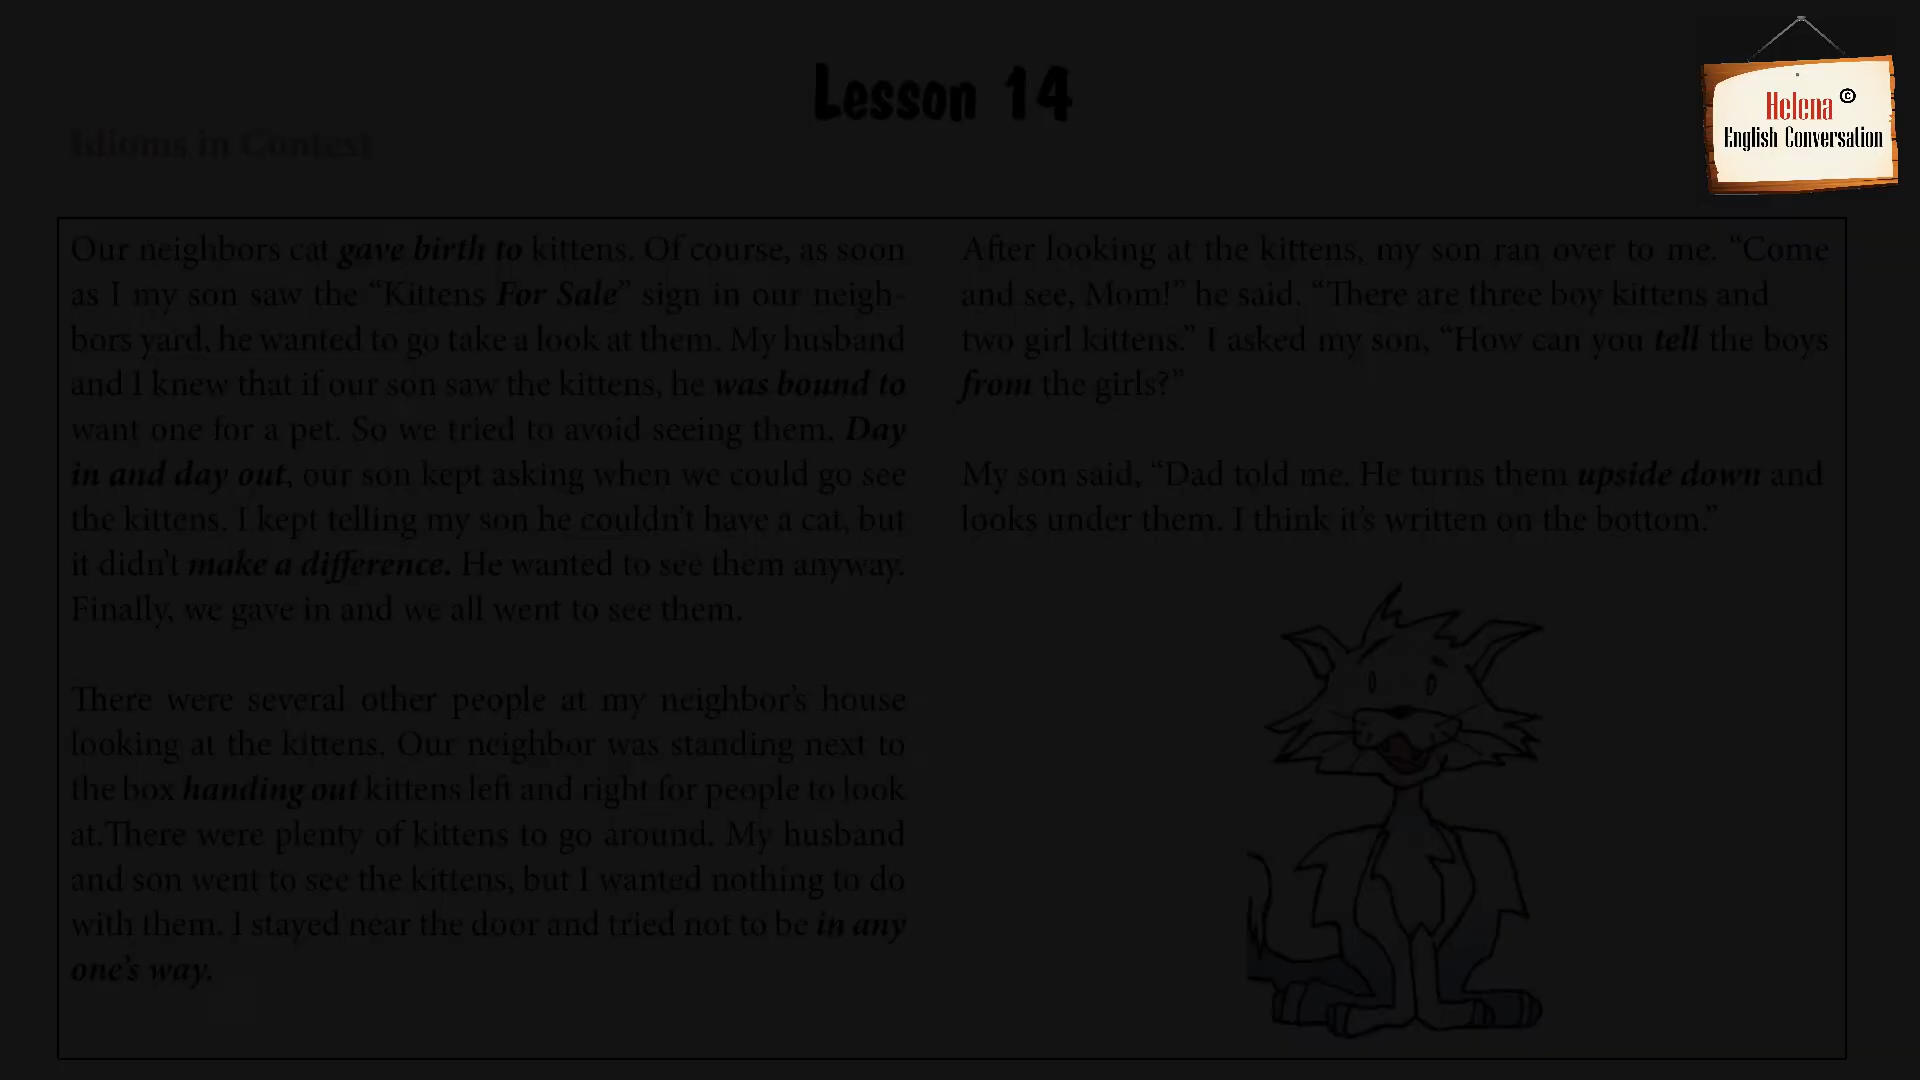 Lesson 14
Helena ©
English Conversation
Idioms in Context
Our neighbors cat gave birth to kittens. Of course, as soon
as I my son saw the “Kittens For Sale” sign in our neigh-
bors yard, he wanted to go take a look at them. My husband
and I knew that if our son saw the kittens, he was bound to
want one for a pet. So we tried to avoid seeing them. Day
in and day out, our son kept asking when we could go see
the kittens. I kept telling my son he couldn’t have a cat, but
it didn’t make a difference. He wanted to see them anyway.
Finally, we gave in and we all went to see them.
There were several other people at my neighbor’s house
looking at the kittens. Our neighbor was standing next to
the box handing out kittens left and right for people to look
at.There were plenty of kittens to go around. My husband
and son went to see the kittens, but I wanted nothing to do
with them. I stayed near the door and tried not to be in any
one’s way.
After looking at the kittens, my son ran over to me. “Come
and see, Mom!” he said. “There are three boy kittens and
two girl kittens.” I asked my son, “How can you tell the boys
from the girls?”
My son said, “Dad told me. He turns them upside down and
looks under them. I think it’s written on the bottom.”